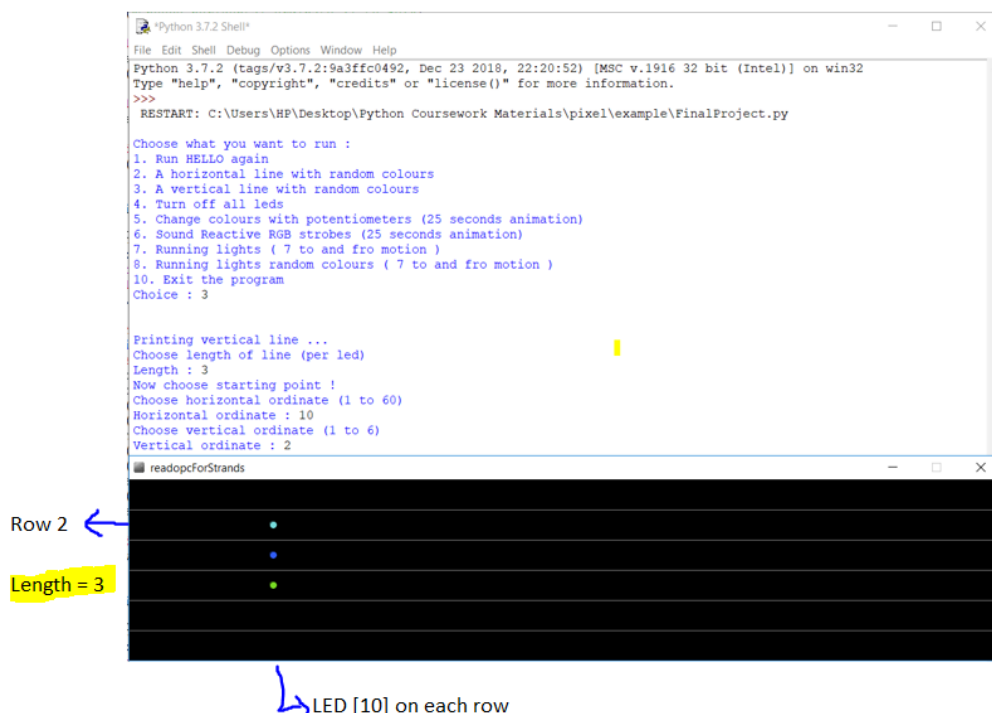 *Python 3.7.2 Shell*
File Edit Shell Debug Options Window Help
Python 3.7.2 (tags/v3.7.2:9a3ffc0492, Dec 23 2018, 22:20:52) [MSC v.1916 32 bit (Intel)] on win32
Type "help", "copyright", "credits" or "license()" for more information.
>>>
RESTART: C:\Users\HP\Desktop\Python Coursework Materials\pixel\example\FinalProject.py
Choose what you want to run :
1. Run HELLO again
2. A horizontal line with random colours
3. A vertical line with random colours
4. Turn off all leds
5. Change colours with potentiometers (25 seconds animation)
6. Sound Reactive RGB strobes (25 seconds animation)
7. Running lights ( 7 to and fro motion )
8. Running lights random colours ( 7 to and fro motion )
10. Exit the program
Choice : 3
Printing vertical line ...
Choose length of line (per led)
Length : 3
Now choose starting point !
Choose horizontal ordinate (1 to 60)
Horizontal ordinate : 10
Choose vertical ordinate (1 to 6)
Vertical ordinate : 2
readopcForStrands
Row 2
Length = 3
LED [10] on each row